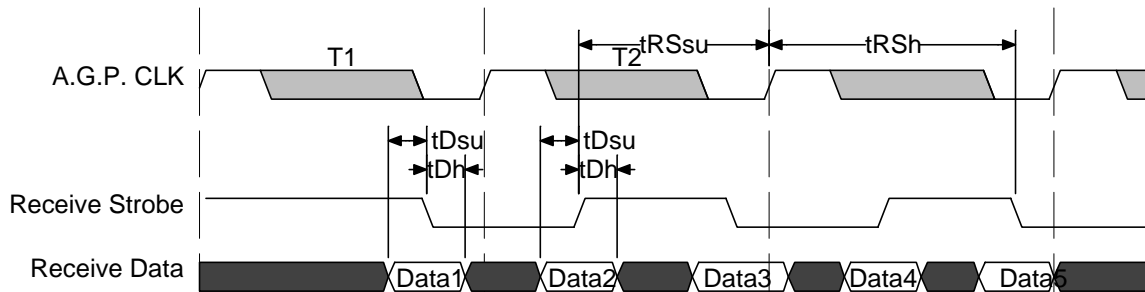 T1
T2
tRSsu
tRSh
A.G.P. CLK
tDsu
tDsu
tDh
tDh
Receive Strobe
Receive Data
Data1
Data2
Data3
Data4
Data5